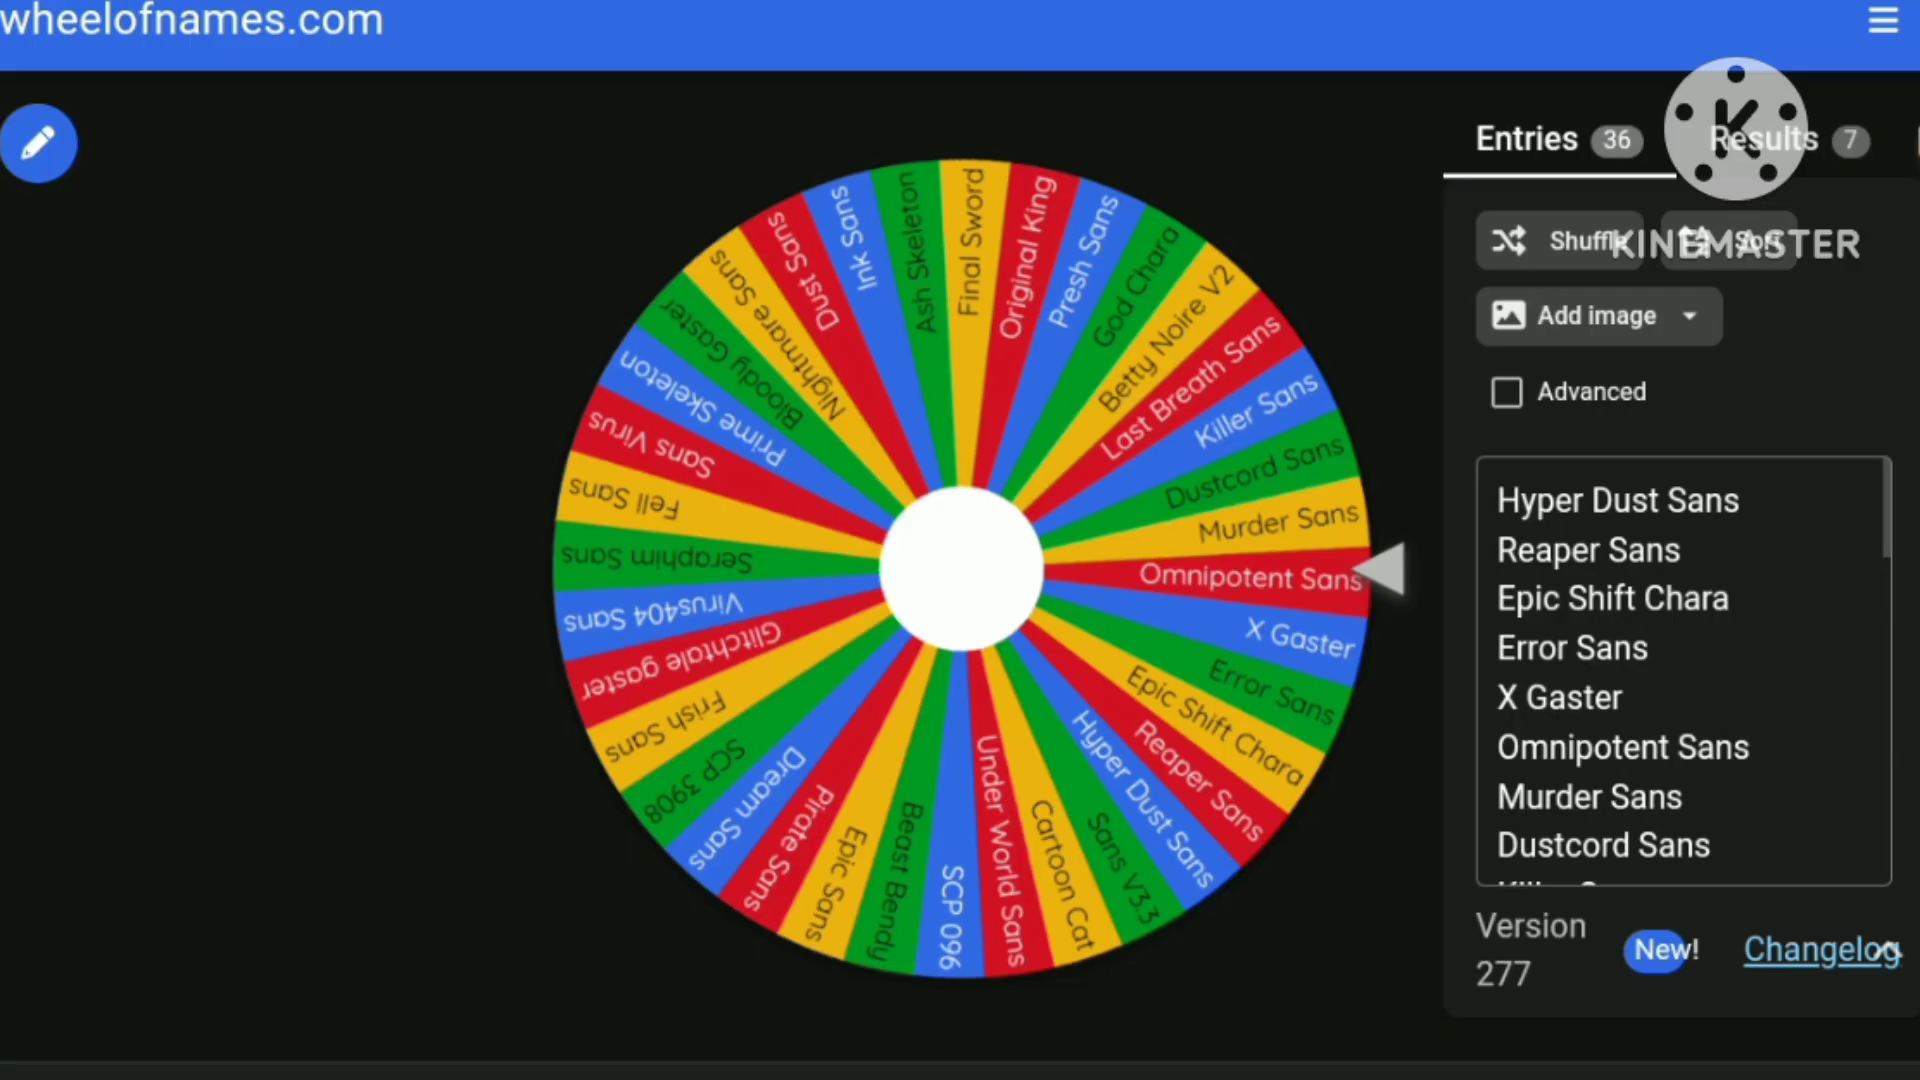 wheelofnames.com
Entries 36
Results 7
Shuffle
Sort
KINEMASTER
Add image
Advanced
Hyper Dust Sans
Reaper Sans
Epic Shift Chara
Error Sans
X Gaster
Omnipotent Sans
Murder Sans
Dustcord Sans
Version
277
New!
Changelog
Final Sword
Original King
Presh Sans
God Chara
Betty Noire V2
Last Breath Sans
Killer Sans
Dustcord Sans
Murder Sans
Omnipotent Sans
X Gaster
Error Sans
Epic Shift Chara
Reaper Sans
Hyper Dust Sans
Sans V3.3
Cartoon Cat
Under World Sans
SCP 096
Beast Bendy
Epic Sans
Pirate Sans
Dream Sans
SCP 3908
Frish Sans
Glitchtale gaster
Virus404 Sans
Seraphim Sans
Fell Sans
Sans Virus
Prime Skeleton
Bloody Gaster
Nightmare Sans
Dust Sans
Ink Sans
Ash Skeleton